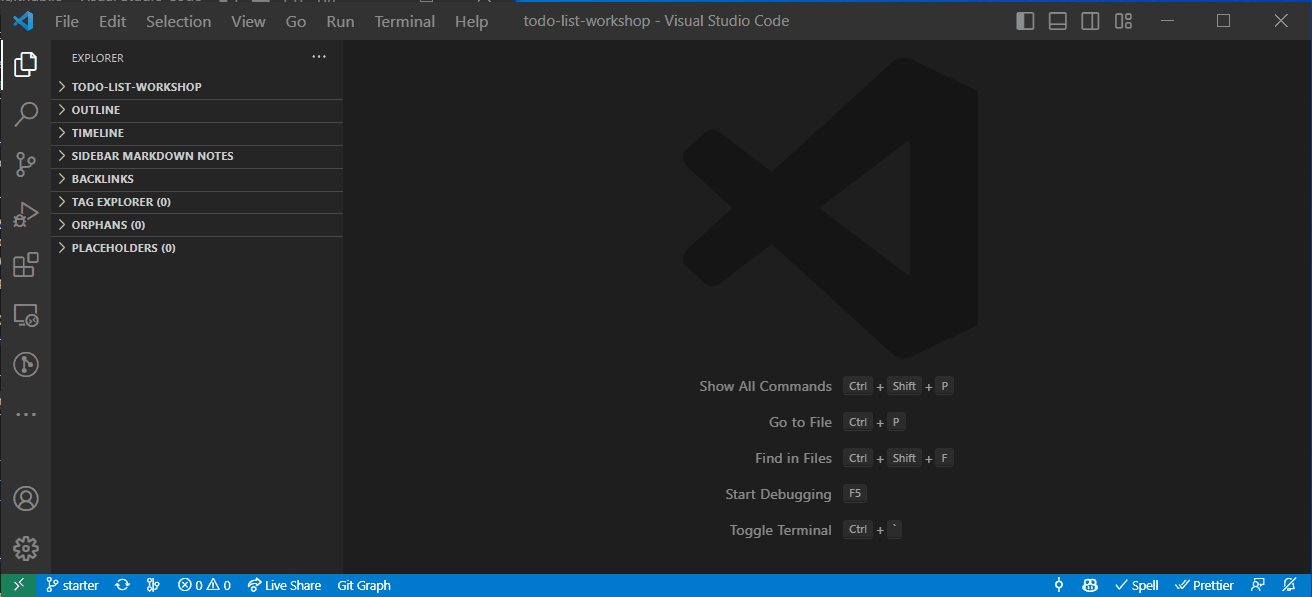 File Edit Selection View Go Run Terminal Help todo-list-workshop - Visual Studio Code
EXPLORER
TODO-LIST-WORKSHOP
OUTLINE
TIMELINE
SIDEBAR MARKDOWN NOTES
BACKLINKS
TAG EXPLORER (0)
ORPHANS (0)
PLACEHOLDERS (0)
Show All Commands Ctrl + Shift + P
Go to File Ctrl + P
Find in Files Ctrl + Shift + F
Start Debugging F5
Toggle Terminal Ctrl + `
starter 0 0 Live Share Git Graph Spell Prettier